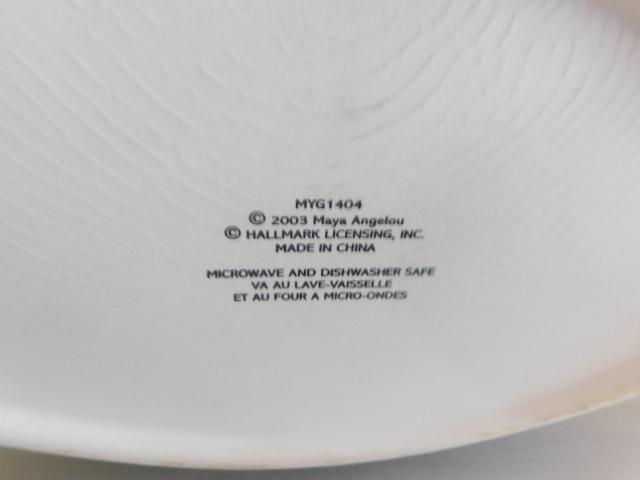 MYG1404
© 2003 Maya Angelou
© HALLMARK LICENSING, INC.
MADE IN CHINA
MICROWAVE AND DISHWASHER SAFE
VA AU LAVE-VAISSELLE
ET AU FOUR A MICRO-ONDES